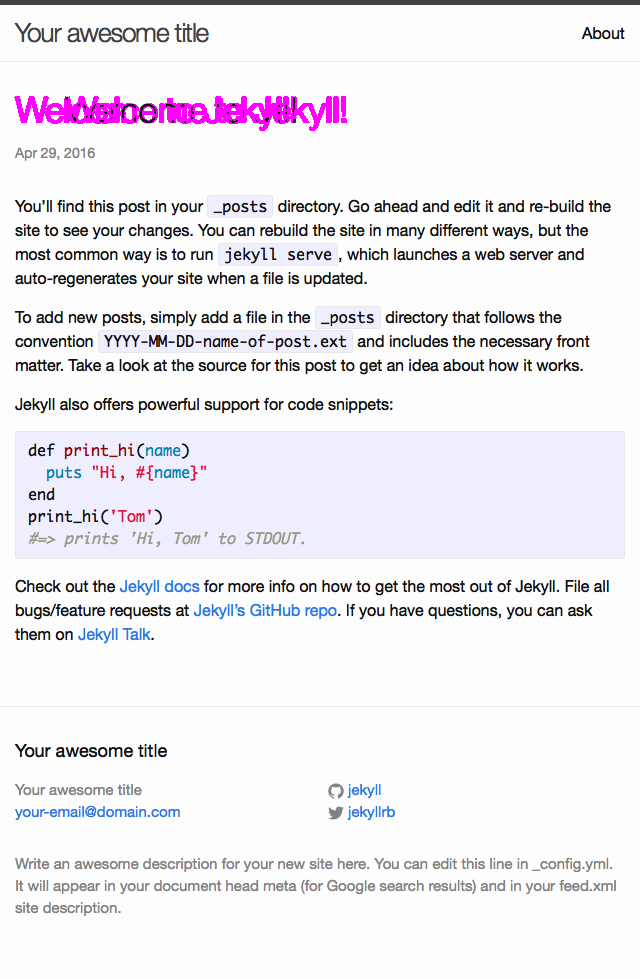 Your awesome title
About
Welcome to Jekyll!
Apr 29, 2016
You’ll find this post in your _posts directory. Go ahead and edit it and re-build the
site to see your changes. You can rebuild the site in many different ways, but the
most common way is to run jekyll serve, which launches a web server and
auto-regenerates your site when a file is updated.
To add new posts, simply add a file in the _posts directory that follows the
convention YYYY-MM-DD-name-of-post.ext and includes the necessary front
matter. Take a look at the source for this post to get an idea about how it works.
Jekyll also offers powerful support for code snippets:
def print_hi(name)
  puts "Hi, #{name}"
end
print_hi('Tom')
#=> prints 'Hi, Tom' to STDOUT.
Check out the Jekyll docs for more info on how to get the most out of Jekyll. File all
bugs/feature requests at Jekyll’s GitHub repo. If you have questions, you can ask
them on Jekyll Talk.
Your awesome title
Your awesome title
your-email@domain.com
jekyll
jekyllrb
Write an awesome description for your new site here. You can edit this line in _config.yml.
It will appear in your document head meta (for Google search results) and in your feed.xml
site description.